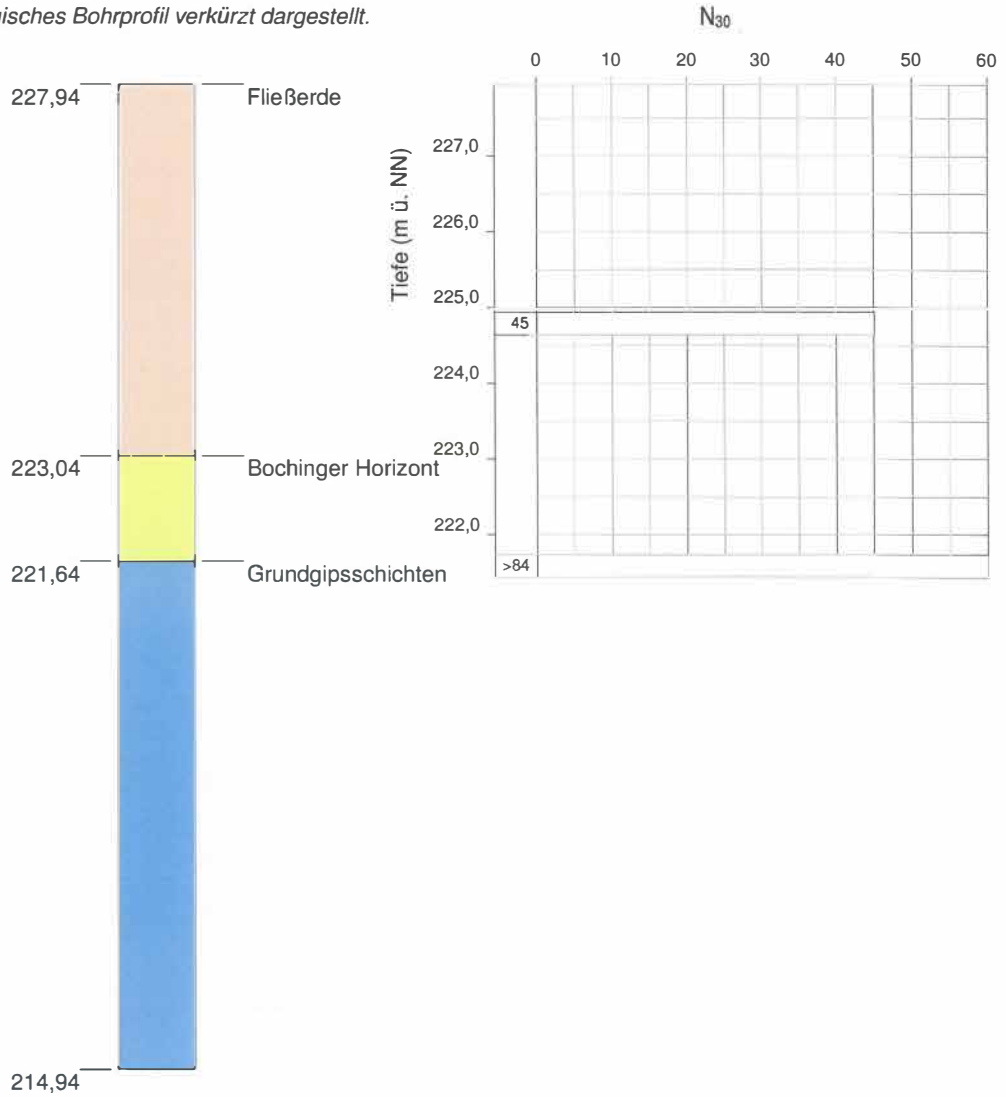 Bohrprofil verkürzt dargestellt.
N30
0 10 20 30 40 50 60
227,94 Fließerde
Tiefe (m ü. NN)
227,0
226,0
225,0
45
224,0
223,0
223,04 Bochinger Horizont
222,0
221,64 Grundgipsschichten
>84
214,94